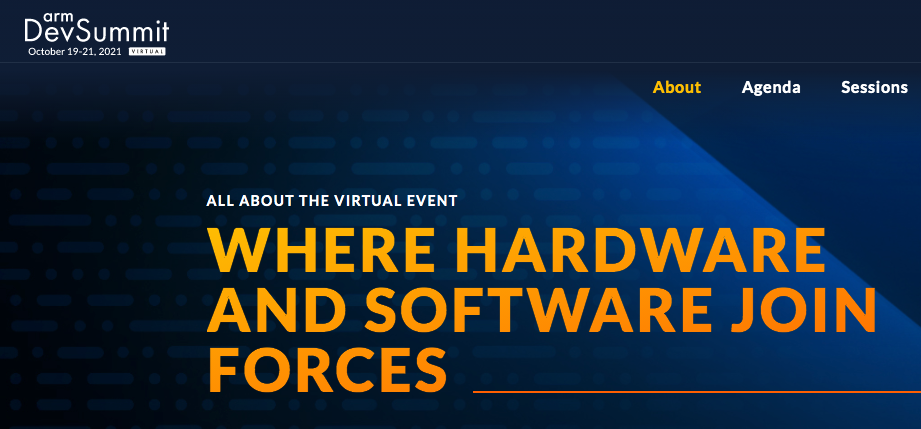 arm
DevSummit
October 19-21, 2021 VIRTUAL
About Agenda Sessions
ALL ABOUT THE VIRTUAL EVENT
WHERE HARDWARE
AND SOFTWARE JOIN
FORCES